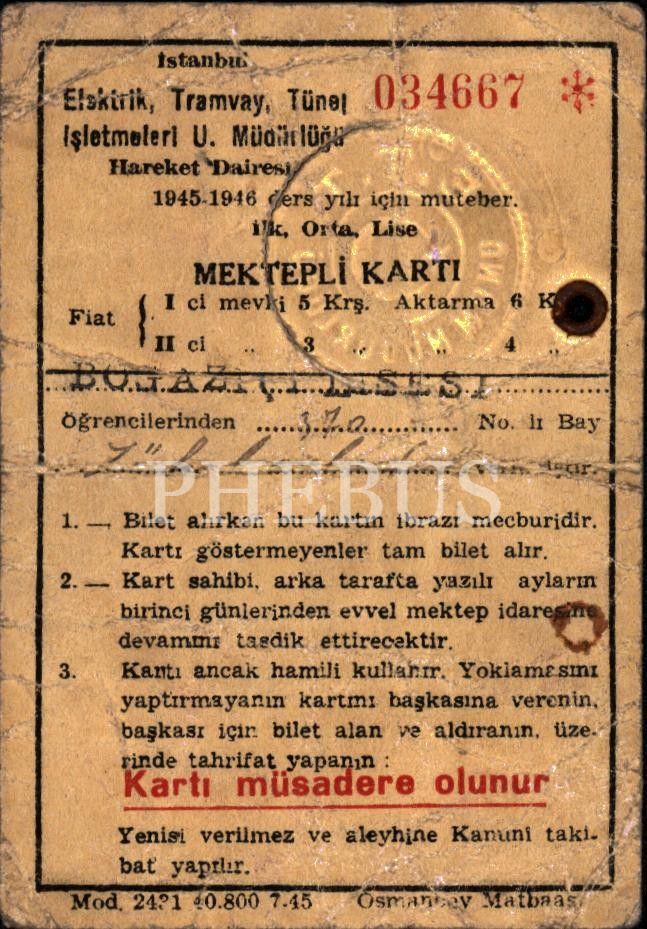 İstanbul
Elektrik, Tramvay, Tünel 034667
İşletmeleri U. Müdürlüğü
Hareket Dairesi
1945-1946 ders yılı için muteber.
İlk, Orta, Lise
MEKTEPLİ KARTI
Fiat { I ci mevki 5 Krş. Aktarma 6 K
II ci „ 3 „ „ 4 „
BOĞAZİÇİ LİSESİ
Öğrencilerinden ......370...... No. lı Bay
verilmiştir.
PHEBUS
1. — Bilet alırken bu kartın ibrazı mecburidir.
Kartı göstermeyenler tam bilet alır.
2. — Kart sahibi, arka tarafta yazılı ayların
birinci günlerinden evvel mektep idaresine
devamını tasdik ettirecektir.
3. Kartı ancak hamili kullanır. Yoklamasını
yaptırmayanın kartını başkasına verenin,
başkası için bilet alan ve aldıranın, üze-
rinde tahrifat yapanın :
Kartı müsadere olunur
Yenisi verilmez ve aleyhine Kanuni taki-
bat yapılır.
Mod. 2431 40.800 7-45 Osmanbey Matbaası